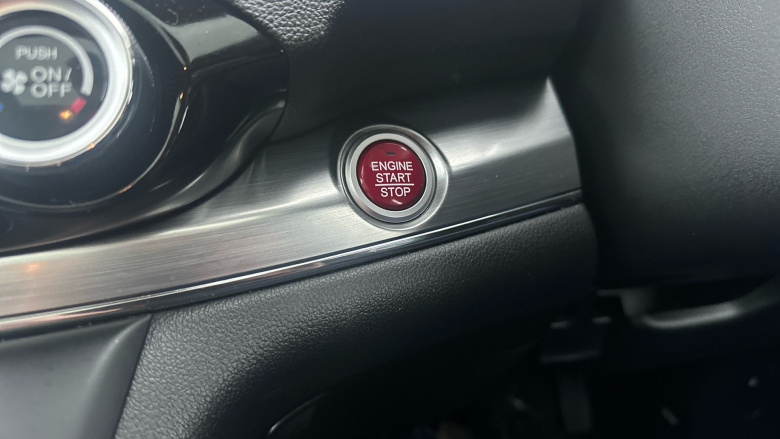 PUSH
ON/
OFF
ENGINE
START
STOP